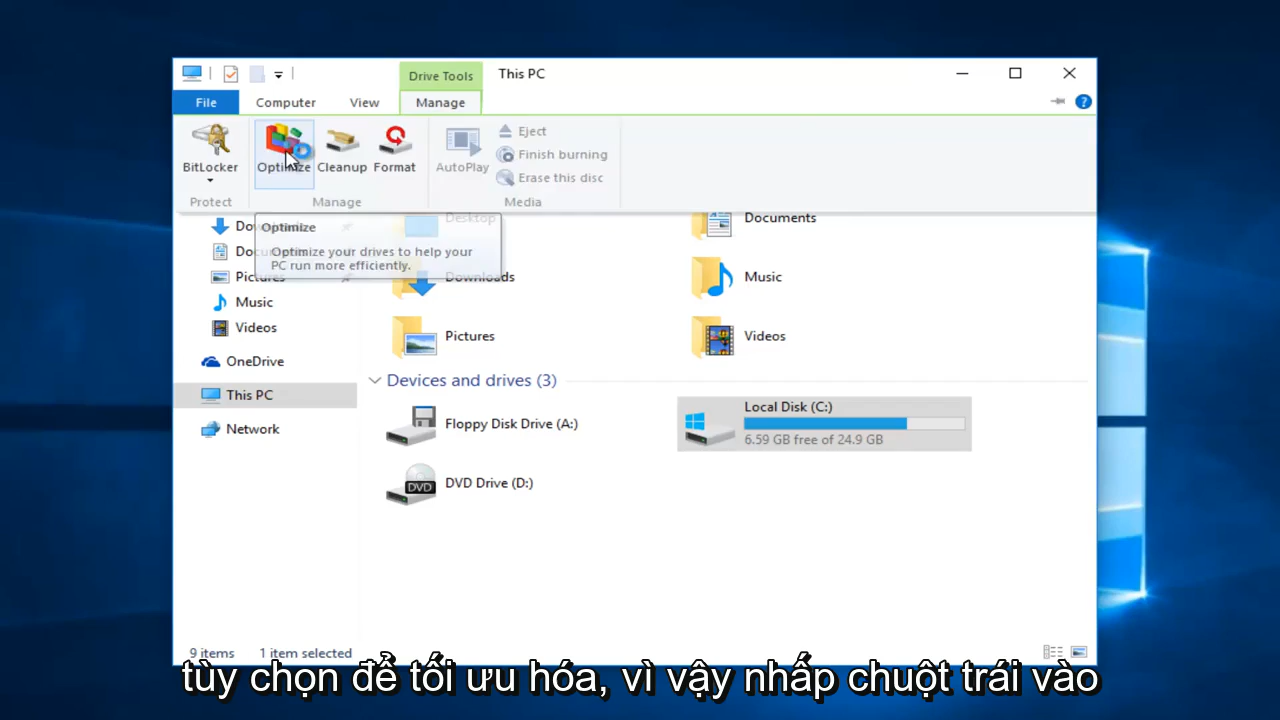 Drive Tools
This PC
File
Computer
View
Manage
BitLocker
Optimize
Cleanup
Format
AutoPlay
Eject
Finish burning
Erase this disc
Protect
Manage
Media
Optimize
Optimize your drives to help your
PC run more efficiently.
Pictures
Music
Videos
OneDrive
This PC
Network
Desktop
Documents
Downloads
Music
Pictures
Videos
Devices and drives (3)
Floppy Disk Drive (A:)
Local Disk (C:)
6.59 GB free of 24.9 GB
DVD
DVD Drive (D:)
9 items
1 item selected
tùy chọn để tối ưu hóa, vì vậy nhấp chuột trái vào